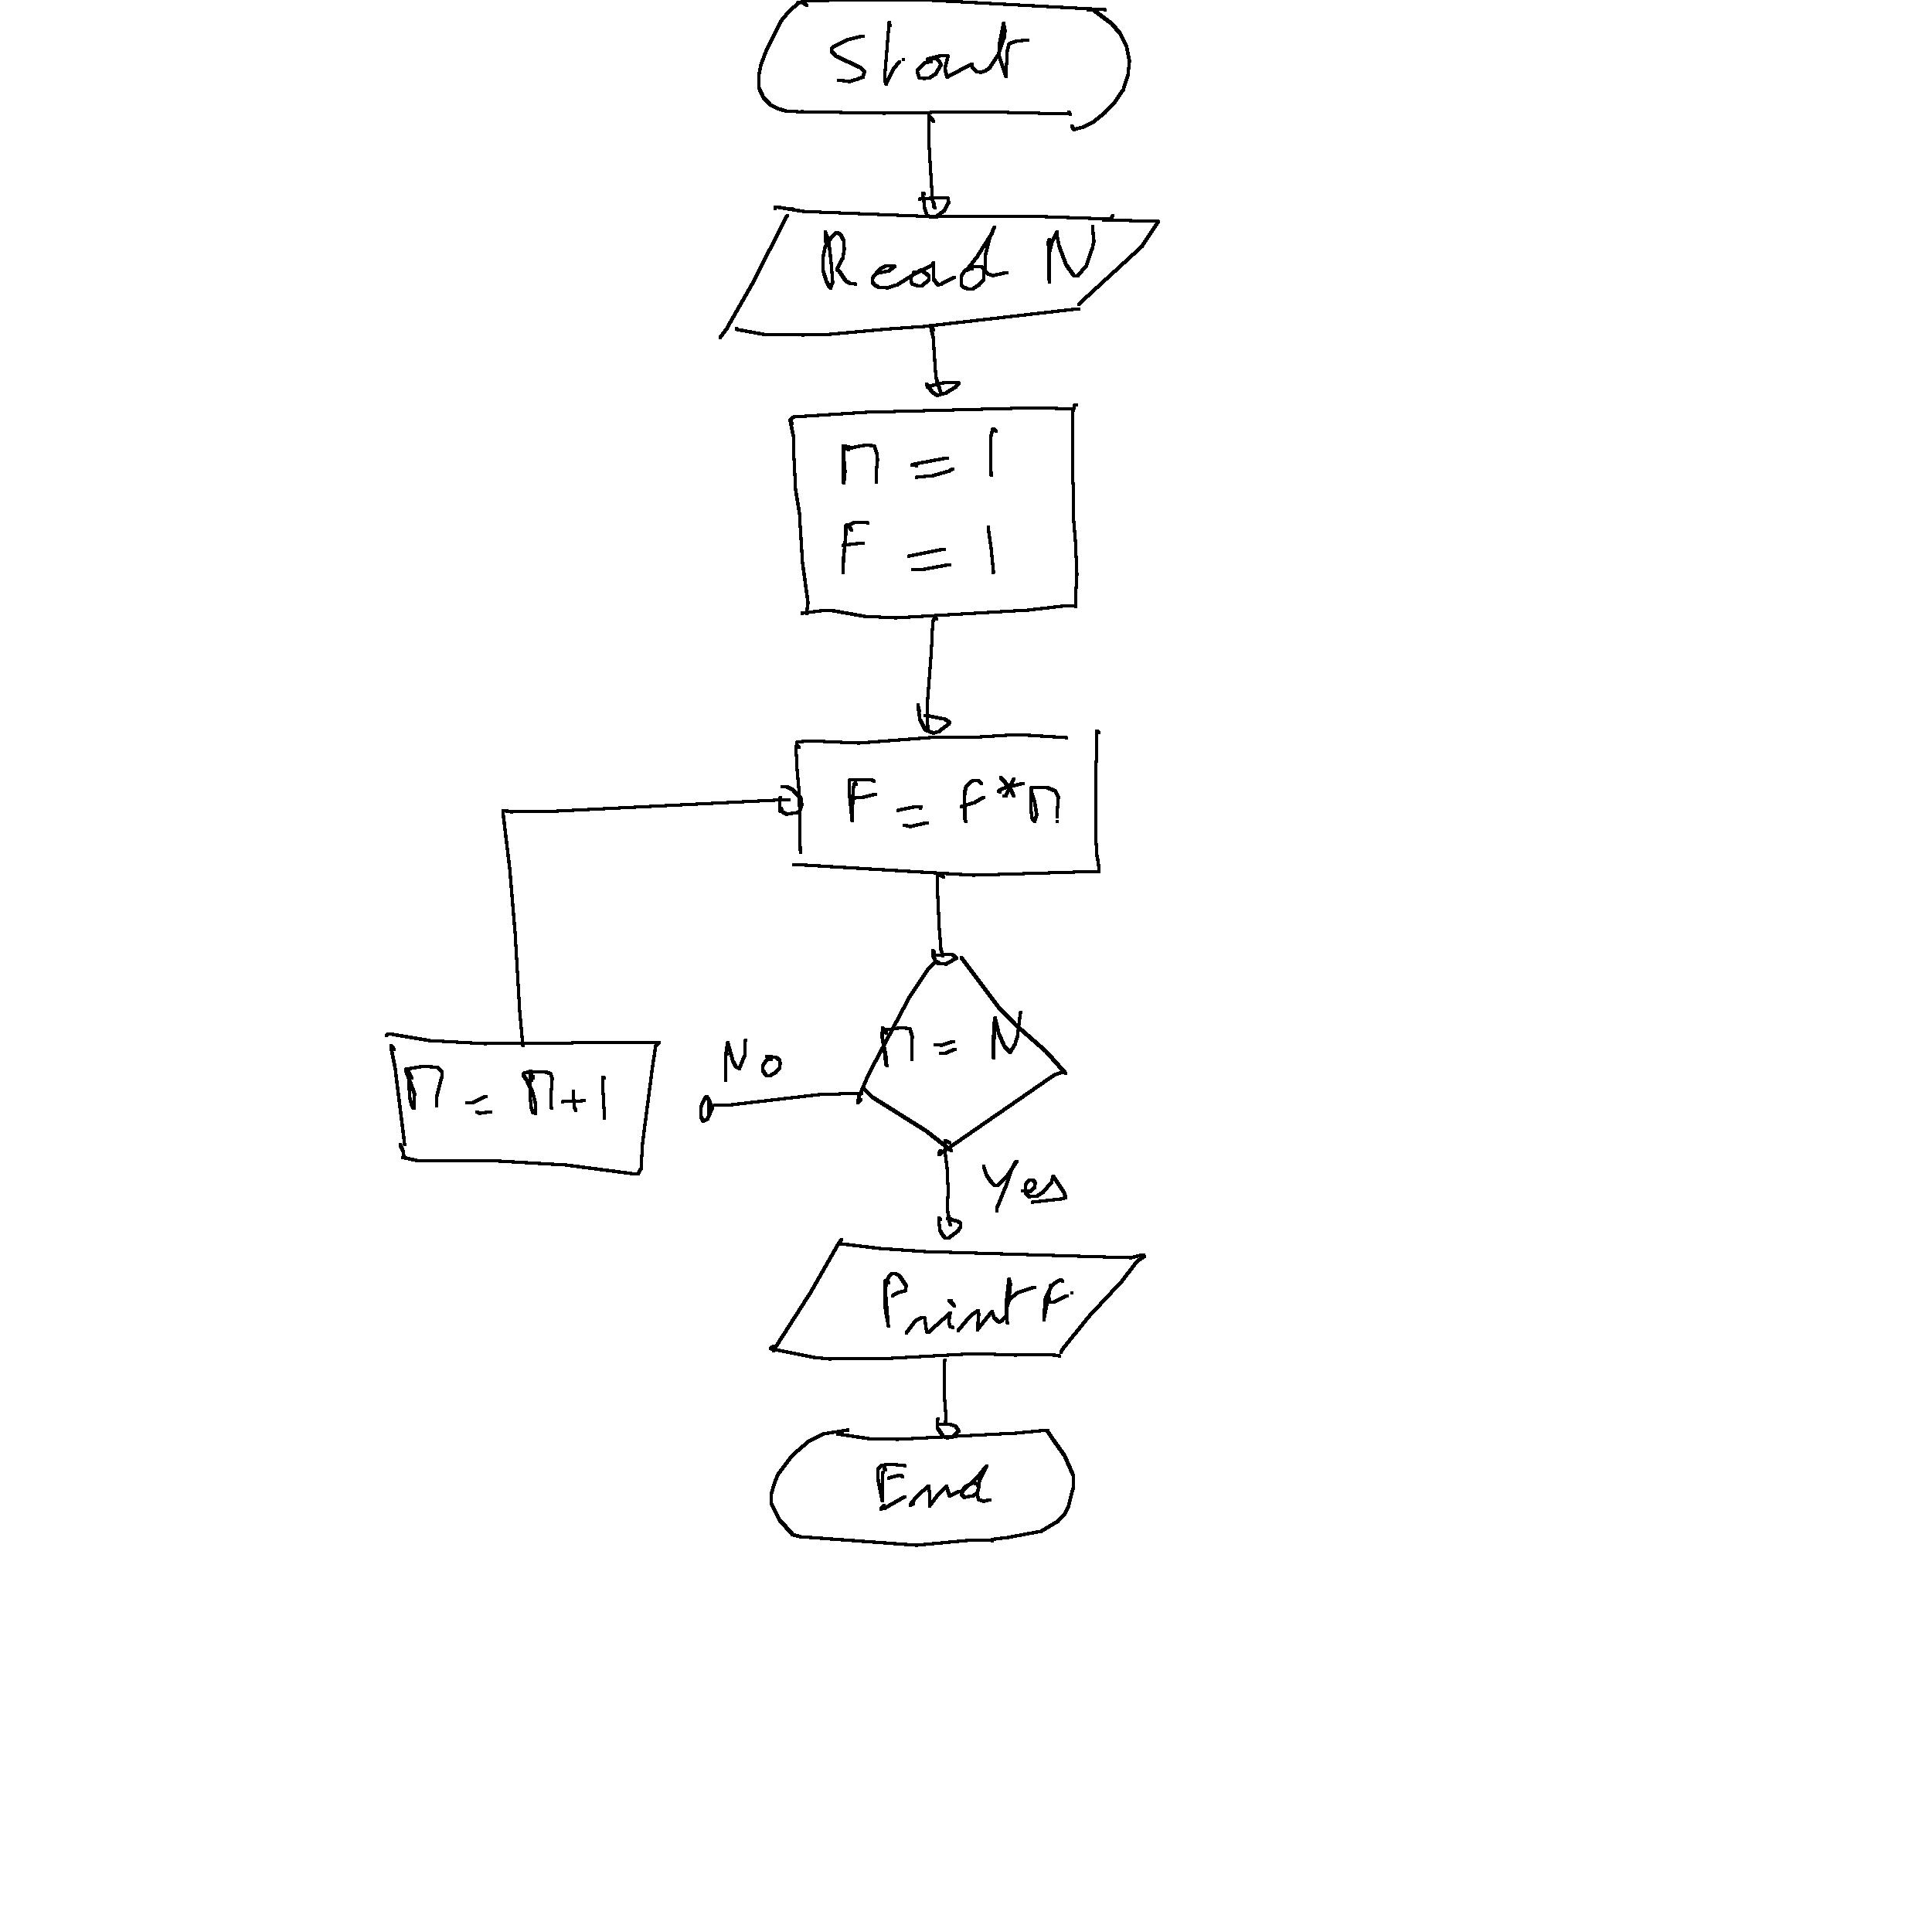 Start
Read N
n = 1
F = 1
F = f*n
n = N
No
n = n+1
Yes
Print F
End